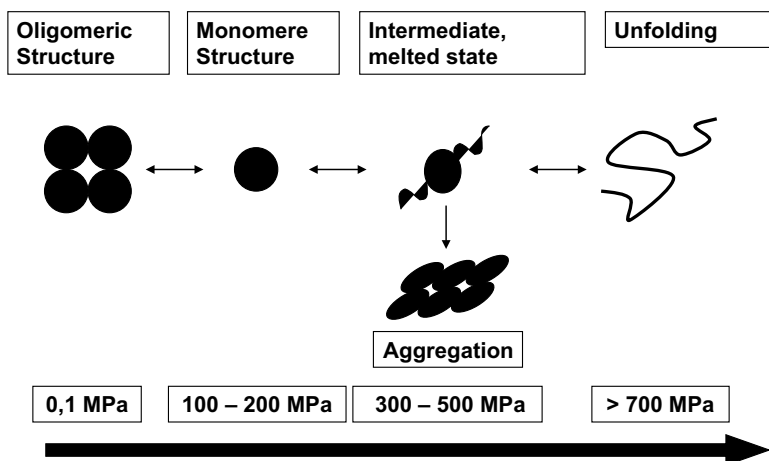 Oligomeric
Structure
Monomere
Structure
Intermediate,
melted state
Unfolding
Aggregation
0,1 MPa
100 – 200 MPa
300 – 500 MPa
> 700 MPa